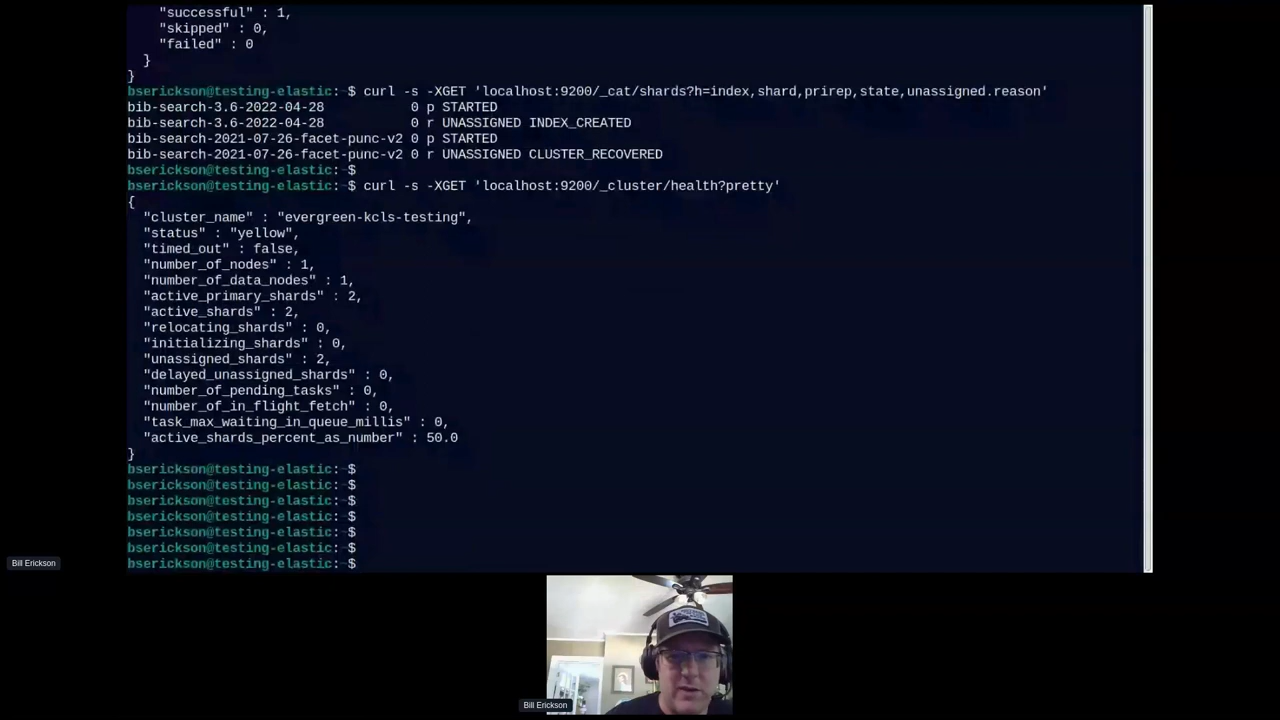 "successful" : 1,
"skipped" : 0,
"failed" : 0
}
}
bserickson@testing-elastic:~$ curl -s -XGET 'localhost:9200/_cat/shards?h=index,shard,prirep,state,unassigned.reason'
bib-search-3.6-2022-04-28           0 p STARTED
bib-search-3.6-2022-04-28           0 r UNASSIGNED INDEX_CREATED
bib-search-2021-07-26-facet-punc-v2 0 p STARTED
bib-search-2021-07-26-facet-punc-v2 0 r UNASSIGNED CLUSTER_RECOVERED
bserickson@testing-elastic:~$
bserickson@testing-elastic:~$ curl -s -XGET 'localhost:9200/_cluster/health?pretty'
{
"cluster_name" : "evergreen-kcls-testing",
"status" : "yellow",
"timed_out" : false,
"number_of_nodes" : 1,
"number_of_data_nodes" : 1,
"active_primary_shards" : 2,
"active_shards" : 2,
"relocating_shards" : 0,
"initializing_shards" : 0,
"unassigned_shards" : 2,
"delayed_unassigned_shards" : 0,
"number_of_pending_tasks" : 0,
"number_of_in_flight_fetch" : 0,
"task_max_waiting_in_queue_millis" : 0,
"active_shards_percent_as_number" : 50.0
}
bserickson@testing-elastic:~$
bserickson@testing-elastic:~$
bserickson@testing-elastic:~$
bserickson@testing-elastic:~$
bserickson@testing-elastic:~$
bserickson@testing-elastic:~$
bserickson@testing-elastic:~$
Bill Erickson
Bill Erickson